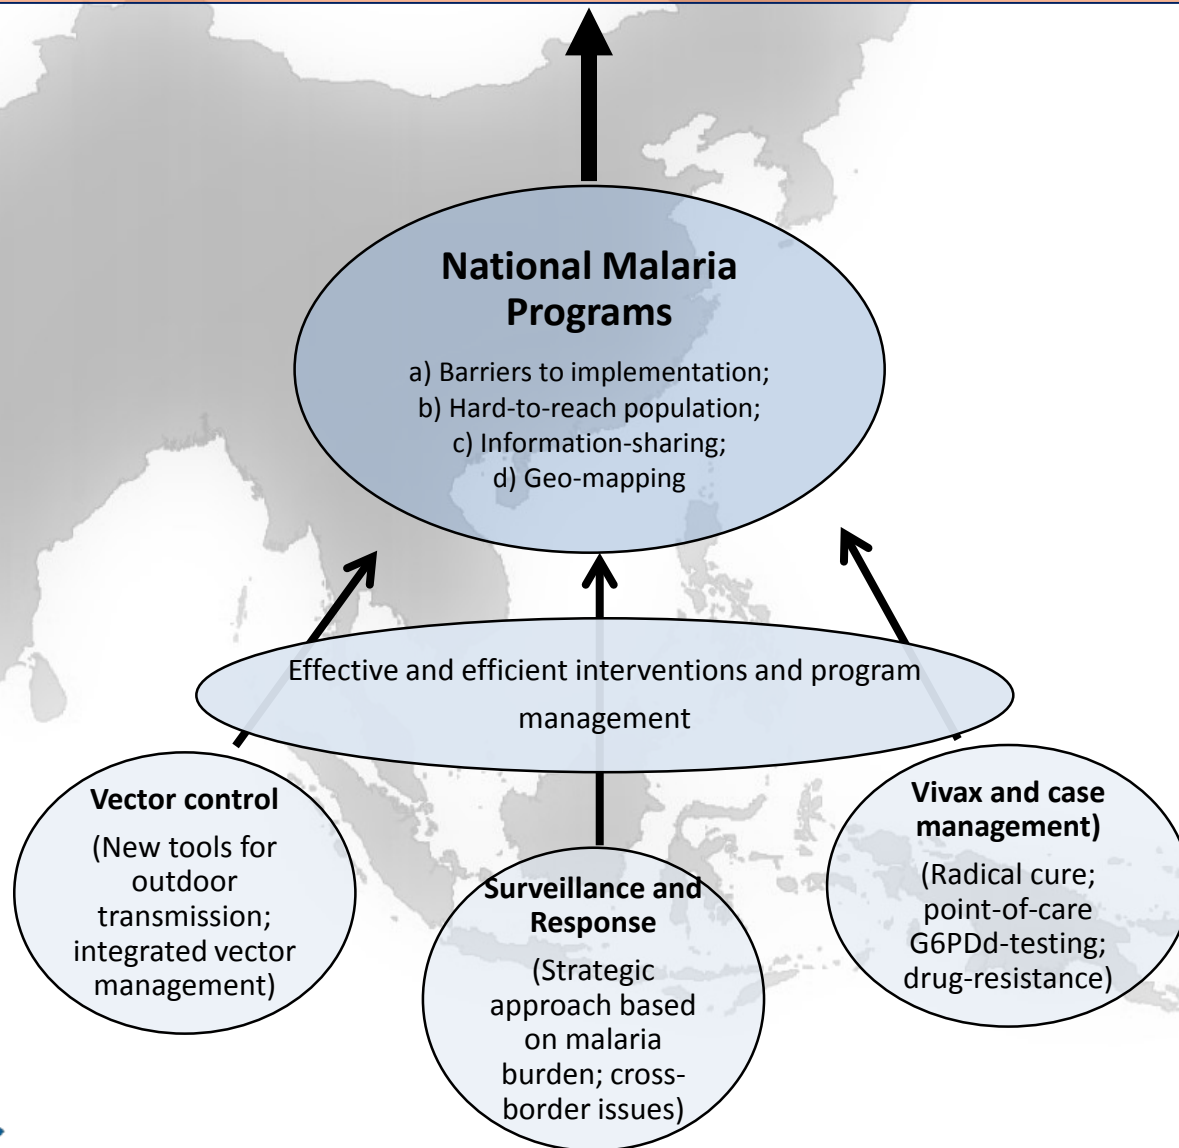 National Malaria
Programs
a) Barriers to implementation;
b) Hard-to-reach population;
c) Information-sharing;
d) Geo-mapping
Effective and efficient interventions and program
management
Vector control
(New tools for
outdoor
transmission;
integrated vector
management)
Surveillance and
Response
(Strategic
approach based
on malaria
burden; cross-
border issues)
Vivax and case
management)
(Radical cure;
point-of-care
G6PDd-testing;
drug-resistance)